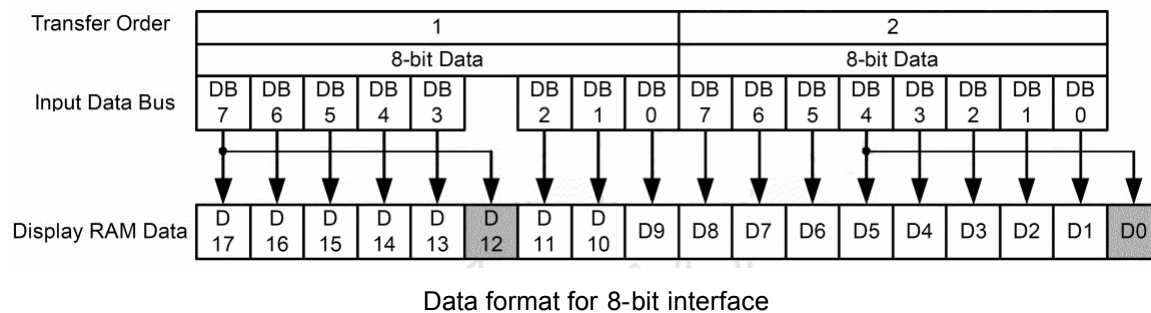 Transfer Order 1 2
8-bit Data 8-bit Data
Input Data Bus DB 7 DB 6 DB 5 DB 4 DB 3 DB 2 DB 1 DB 0 DB 7 DB 6 DB 5 DB 4 DB 3 DB 2 DB 1 DB 0
Display RAM Data D 17 D 16 D 15 D 14 D 13 D 12 D 11 D 10 D9 D8 D7 D6 D5 D4 D3 D2 D1 D0
Data format for 8-bit interface